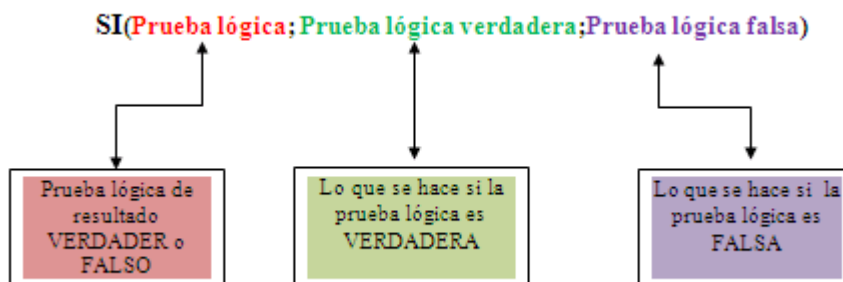 SI(Prueba lógica; Prueba lógica verdadera;Prueba lógica falsa)
Prueba lógica de
resultado
VERDADER o
FALSO
Lo que se hace si la
prueba lógica es
VERDADERA
Lo que se hace si la
prueba lógica es
FALSA